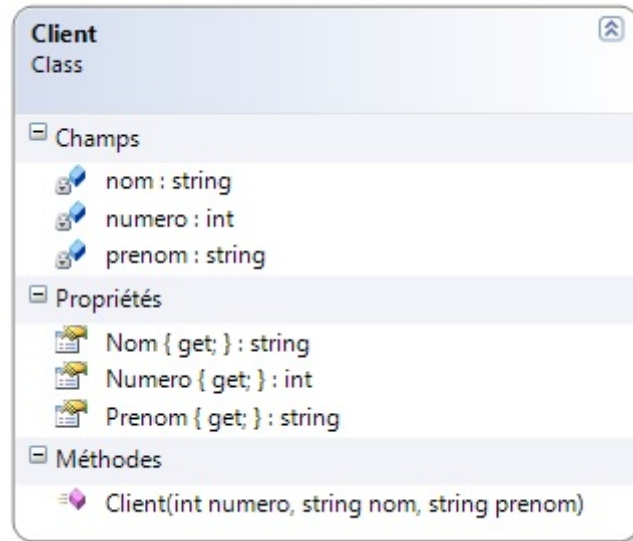 Client
Class
Champs
nom : string
numero : int
prenom : string
Propriétés
Nom { get; } : string
Numero { get; } : int
Prenom { get; } : string
Méthodes
Client(int numero, string nom, string prenom)